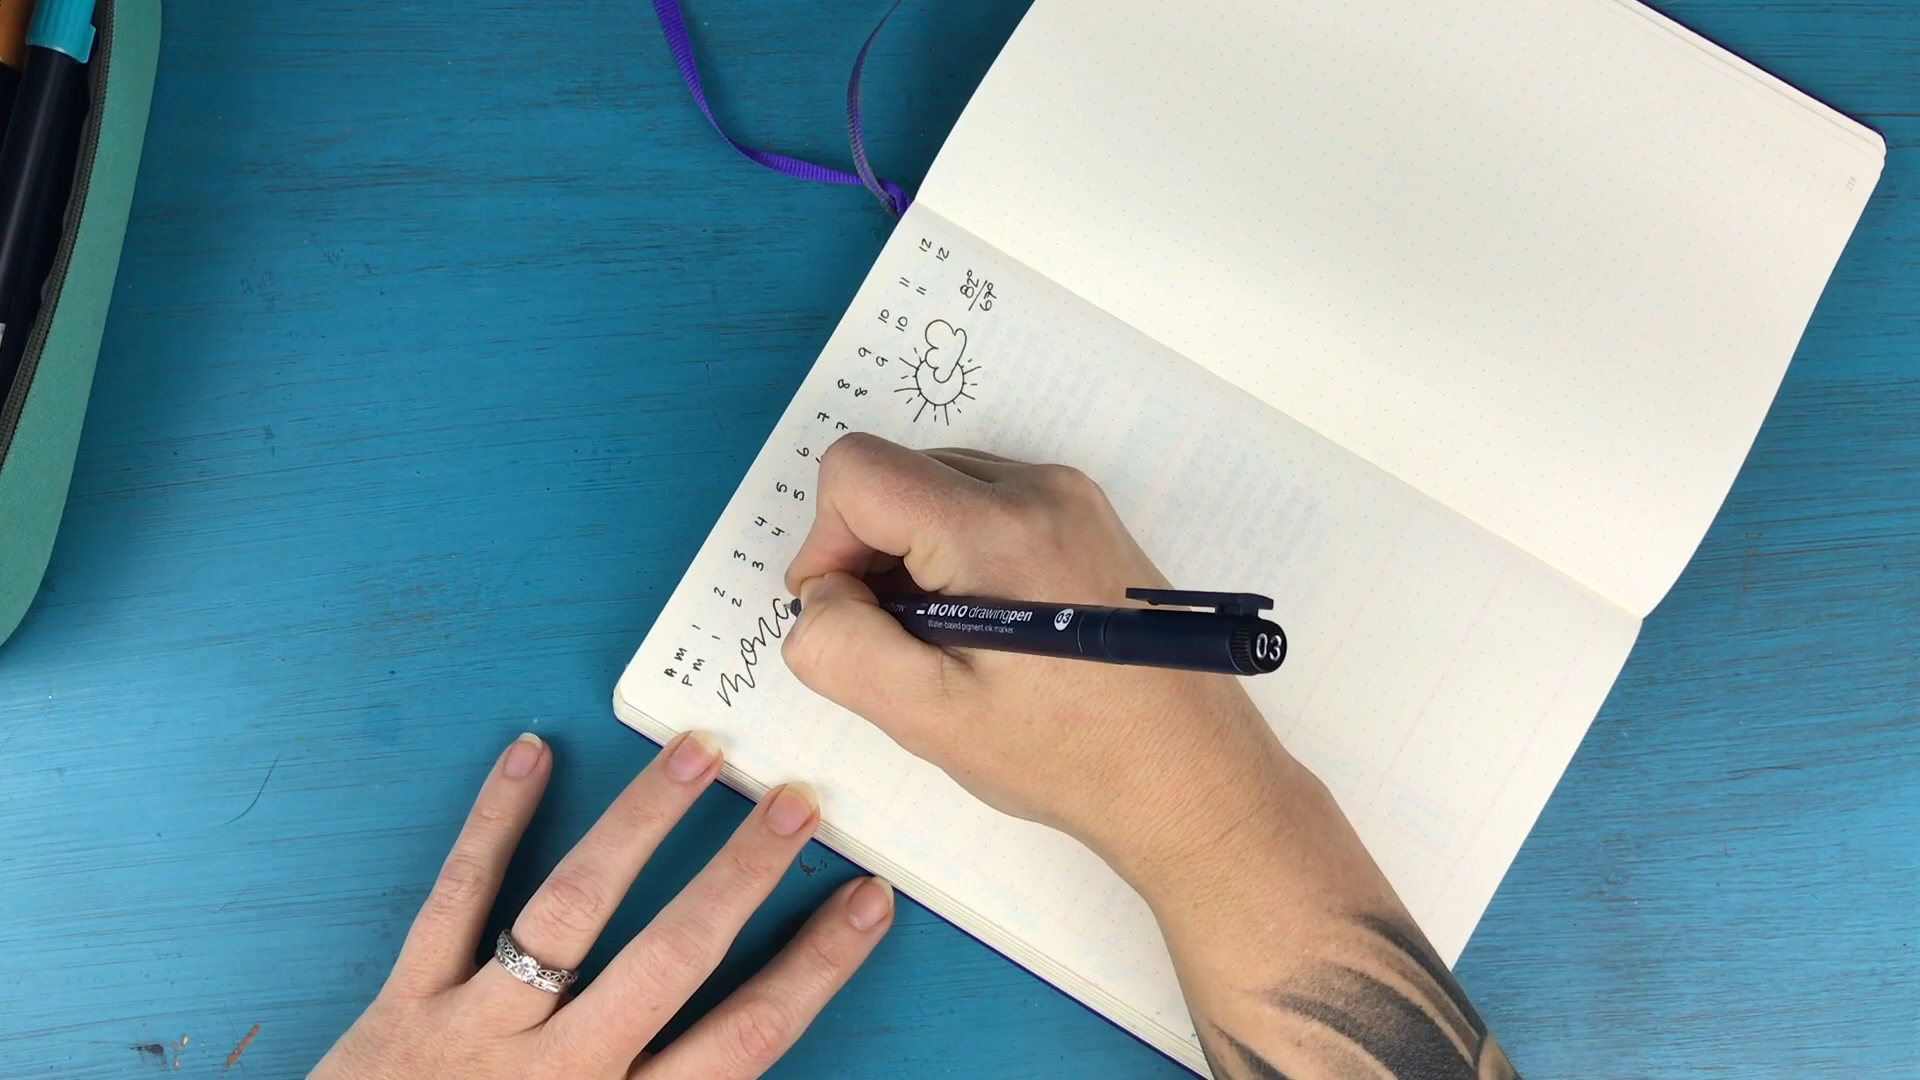 AM 1 2 3 4 5 6 7 8 9 10 11 12
PM 1 2 3 4 5 7 8 9 10 11 12
Mona
82°
67°
MONO drawingpen 03
Water-based pigment ink marker
03